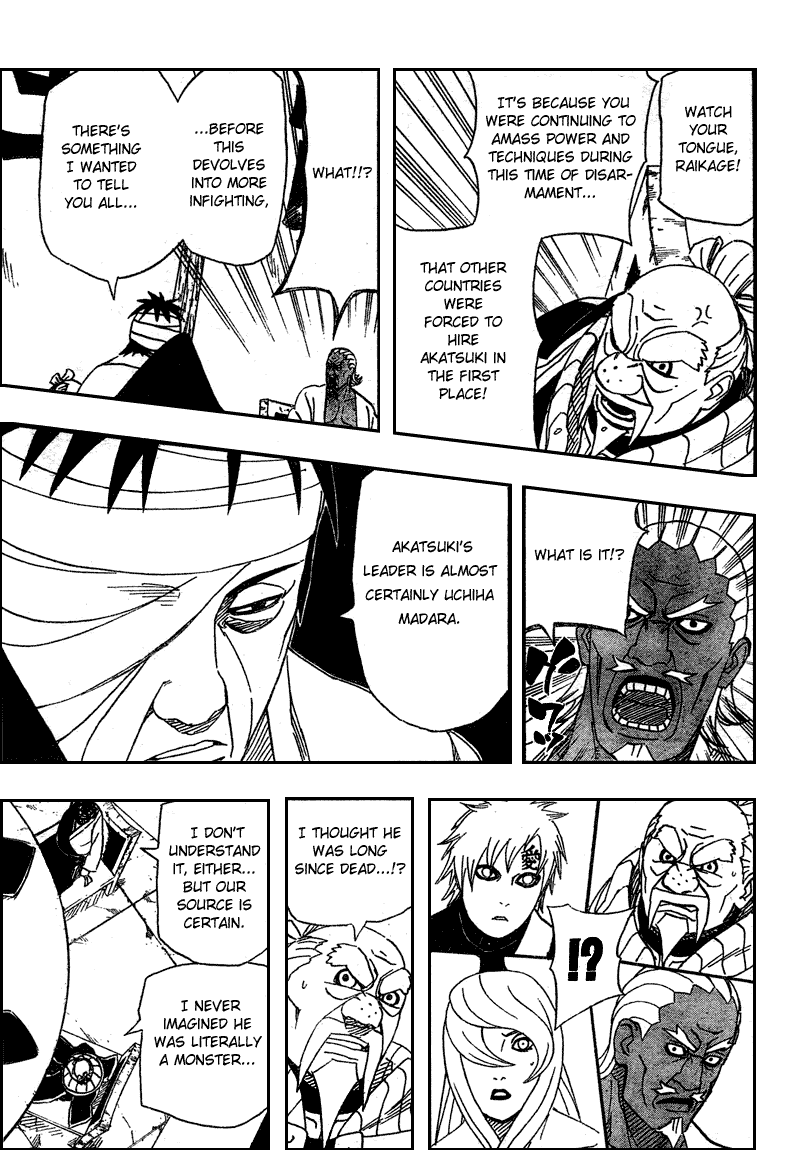 WATCH
YOUR
TONGUE,
RAIKAGE!
IT'S BECAUSE YOU
WERE CONTINUING TO
AMASS POWER AND
TECHNIQUES DURING
THIS TIME OF DISAR-
MAMENT...
THAT OTHER
COUNTRIES
WERE
FORCED TO
HIRE
AKATSUKI IN
THE FIRST
PLACE!
WHAT!!?
...BEFORE
THIS
DEVOLVES
INTO MORE
INFIGHTING,
THERE'S
SOMETHING
I WANTED
TO TELL
YOU ALL...
WHAT IS IT!?
AKATSUKI'S
LEADER IS ALMOST
CERTAINLY UCHIHA
MADARA.
愛
!?
I THOUGHT HE
WAS LONG
SINCE DEAD...!?
I DON'T
UNDERSTAND
IT, EITHER...
BUT OUR
SOURCE IS
CERTAIN.
I NEVER
IMAGINED HE
WAS LITERALLY
A MONSTER...